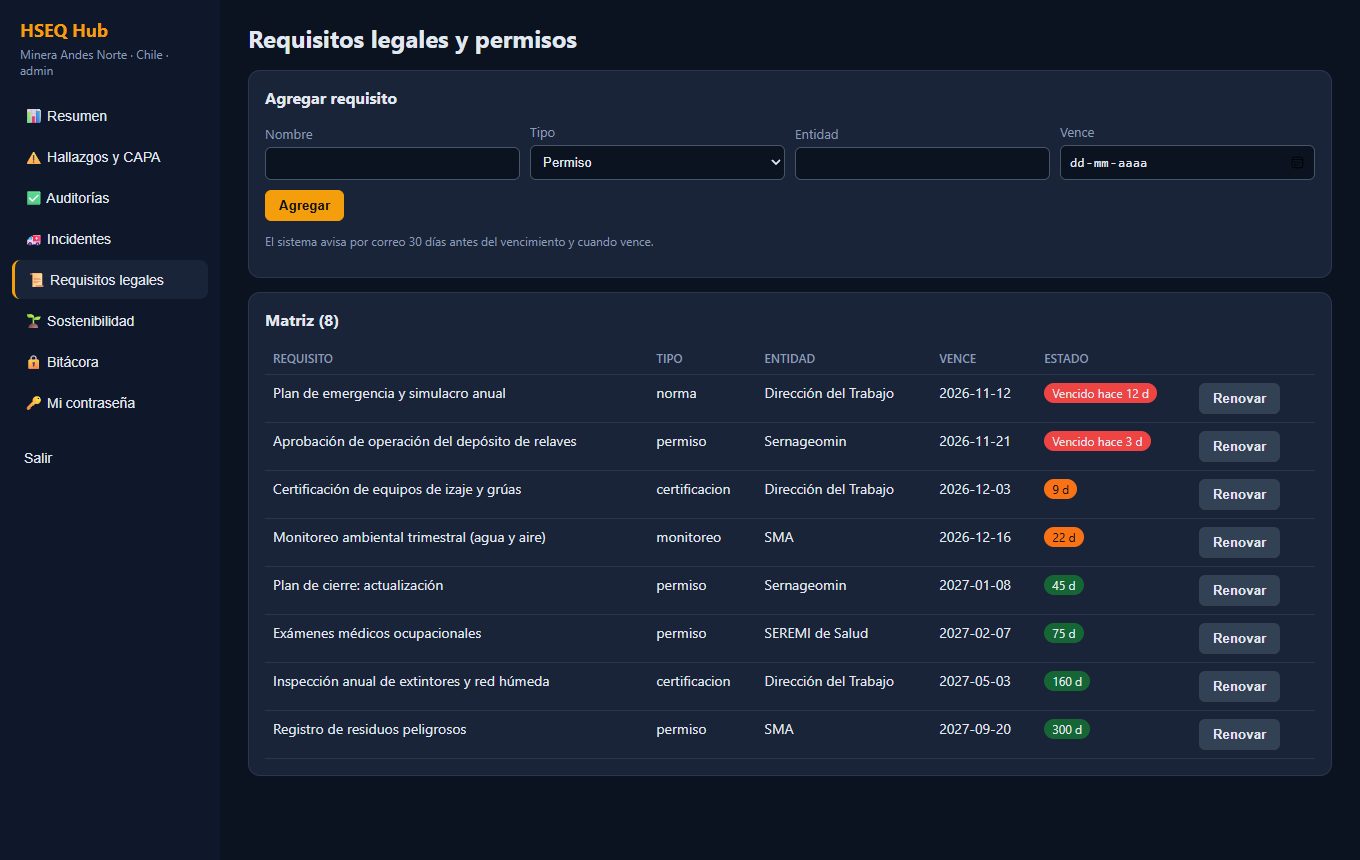 HSEQ Hub
Minera Andes Norte · Chile ·
admin
Resumen
Hallazgos y CAPA
Auditorías
Incidentes
Requisitos legales
Sostenibilidad
Bitácora
Mi contraseña
Salir
Requisitos legales y permisos
Agregar requisito
Nombre Tipo Entidad Vence
Permiso dd-mm-aaaa
Agregar
El sistema avisa por correo 30 días antes del vencimiento y cuando vence.
Matriz (8)
REQUISITO TIPO ENTIDAD VENCE ESTADO
Plan de emergencia y simulacro anual norma Dirección del Trabajo 2026-11-12 Vencido hace 12 d Renovar
Aprobación de operación del depósito de relaves permiso Sernageomin 2026-11-21 Vencido hace 3 d Renovar
Certificación de equipos de izaje y grúas certificacion Dirección del Trabajo 2026-12-03 9 d Renovar
Monitoreo ambiental trimestral (agua y aire) monitoreo SMA 2026-12-16 22 d Renovar
Plan de cierre: actualización permiso Sernageomin 2027-01-08 45 d Renovar
Exámenes médicos ocupacionales permiso SEREMI de Salud 2027-02-07 75 d Renovar
Inspección anual de extintores y red húmeda certificacion Dirección del Trabajo 2027-05-03 160 d Renovar
Registro de residuos peligrosos permiso SMA 2027-09-20 300 d Renovar